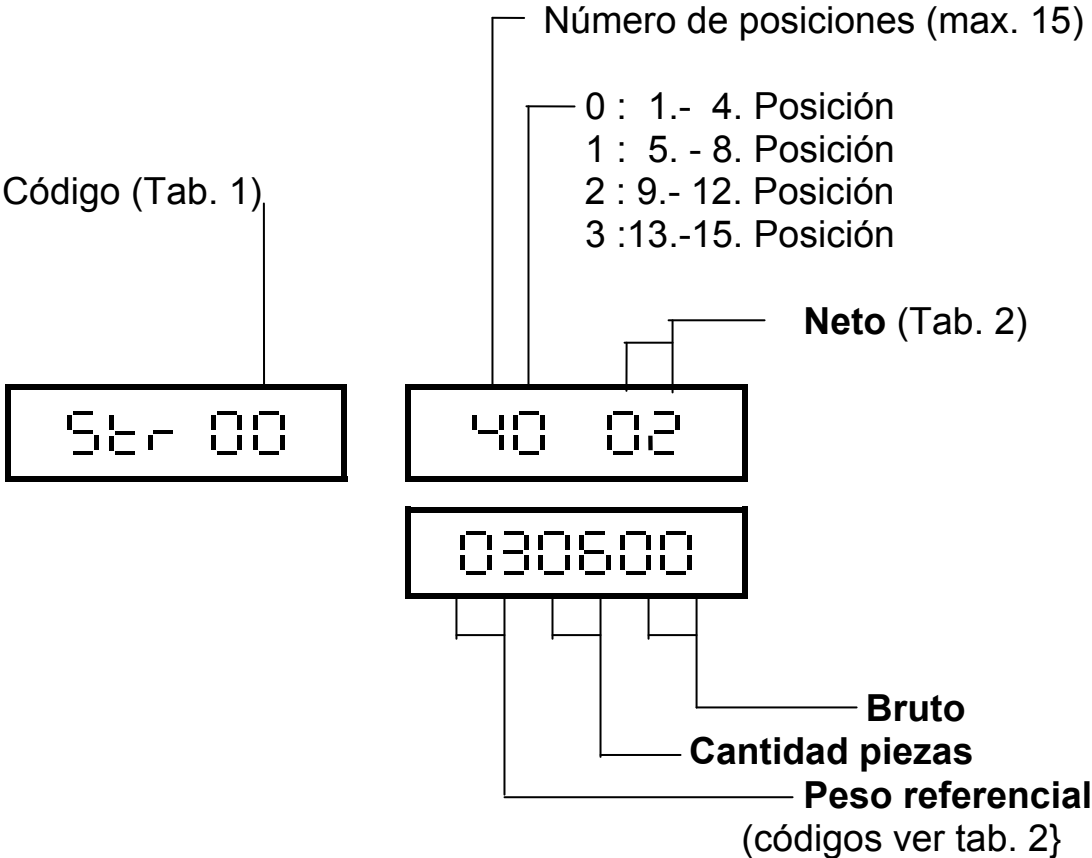 Número de posiciones (max. 15)
0 : 1.- 4. Posición
1 : 5. - 8. Posición
2 : 9.- 12. Posición
3 :13.-15. Posición
Código (Tab. 1)
Neto (Tab. 2)
Str 00
40 02
030600
Bruto
Cantidad piezas
Peso referencial
(códigos ver tab. 2}